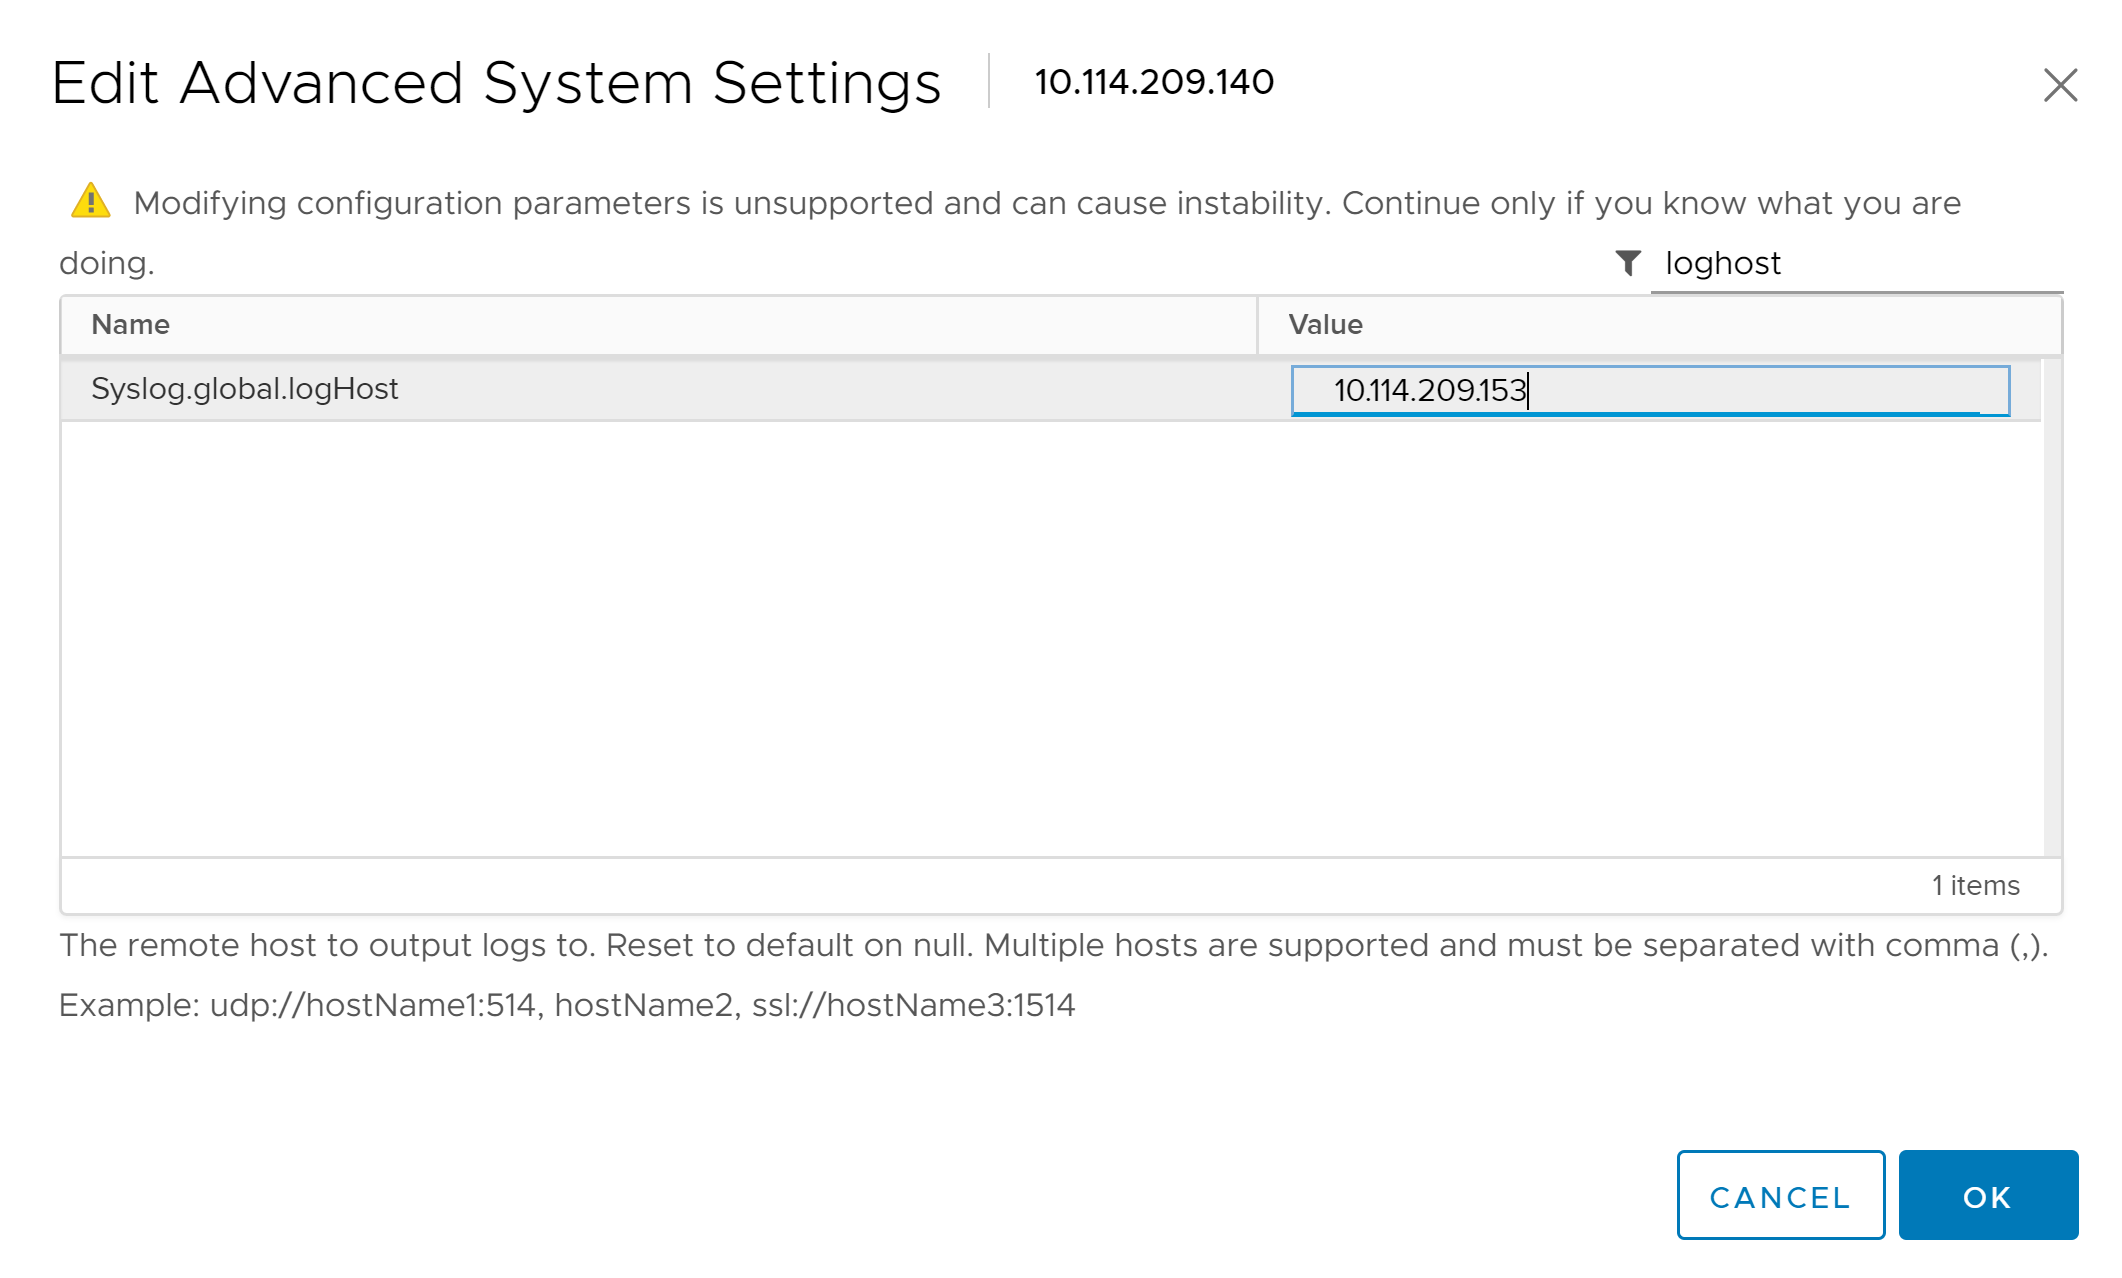 Edit Advanced System Settings
10.114.209.140
Modifying configuration parameters is unsupported and can cause instability. Continue only if you know what you are
doing.
loghost
Name
Value
Syslog.global.logHost
10.114.209.153
1 items
The remote host to output logs to. Reset to default on null. Multiple hosts are supported and must be separated with comma (,).
Example: udp://hostName1:514, hostName2, ssl://hostName3:1514
CANCEL
OK